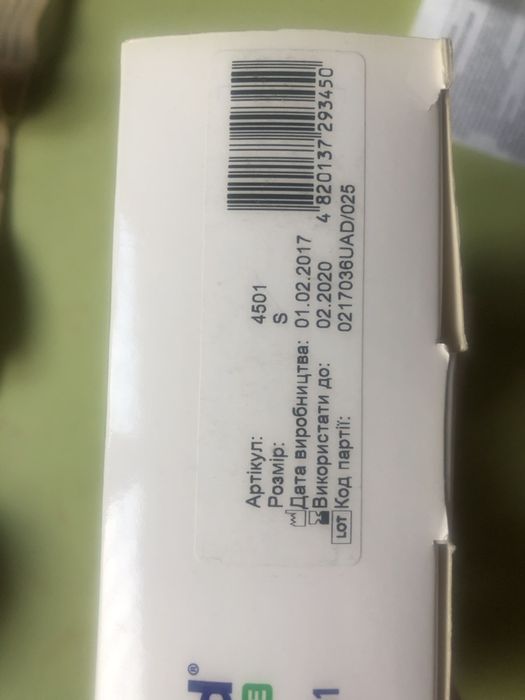 Артікул: 4501
Розмір: S
Дата виробництва: 01.02.2017
Використати до: 02.2020
LOT Код партії: 0217036UAD/025
4 820137 293450
d®
E
1